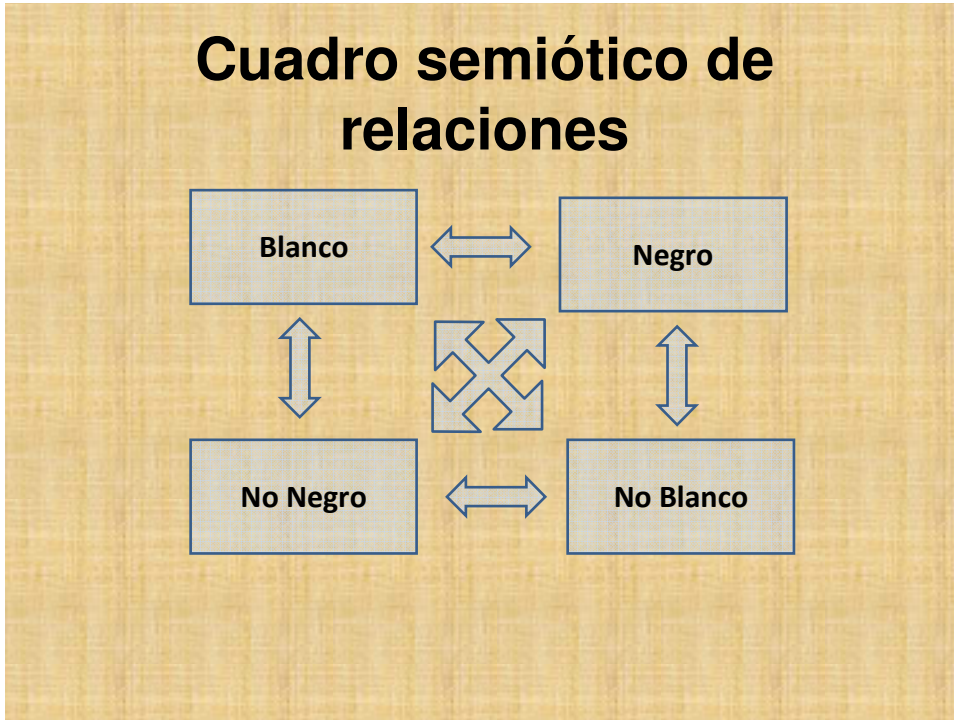 Cuadro semiótico de
relaciones
Blanco
Negro
No Negro
No Blanco